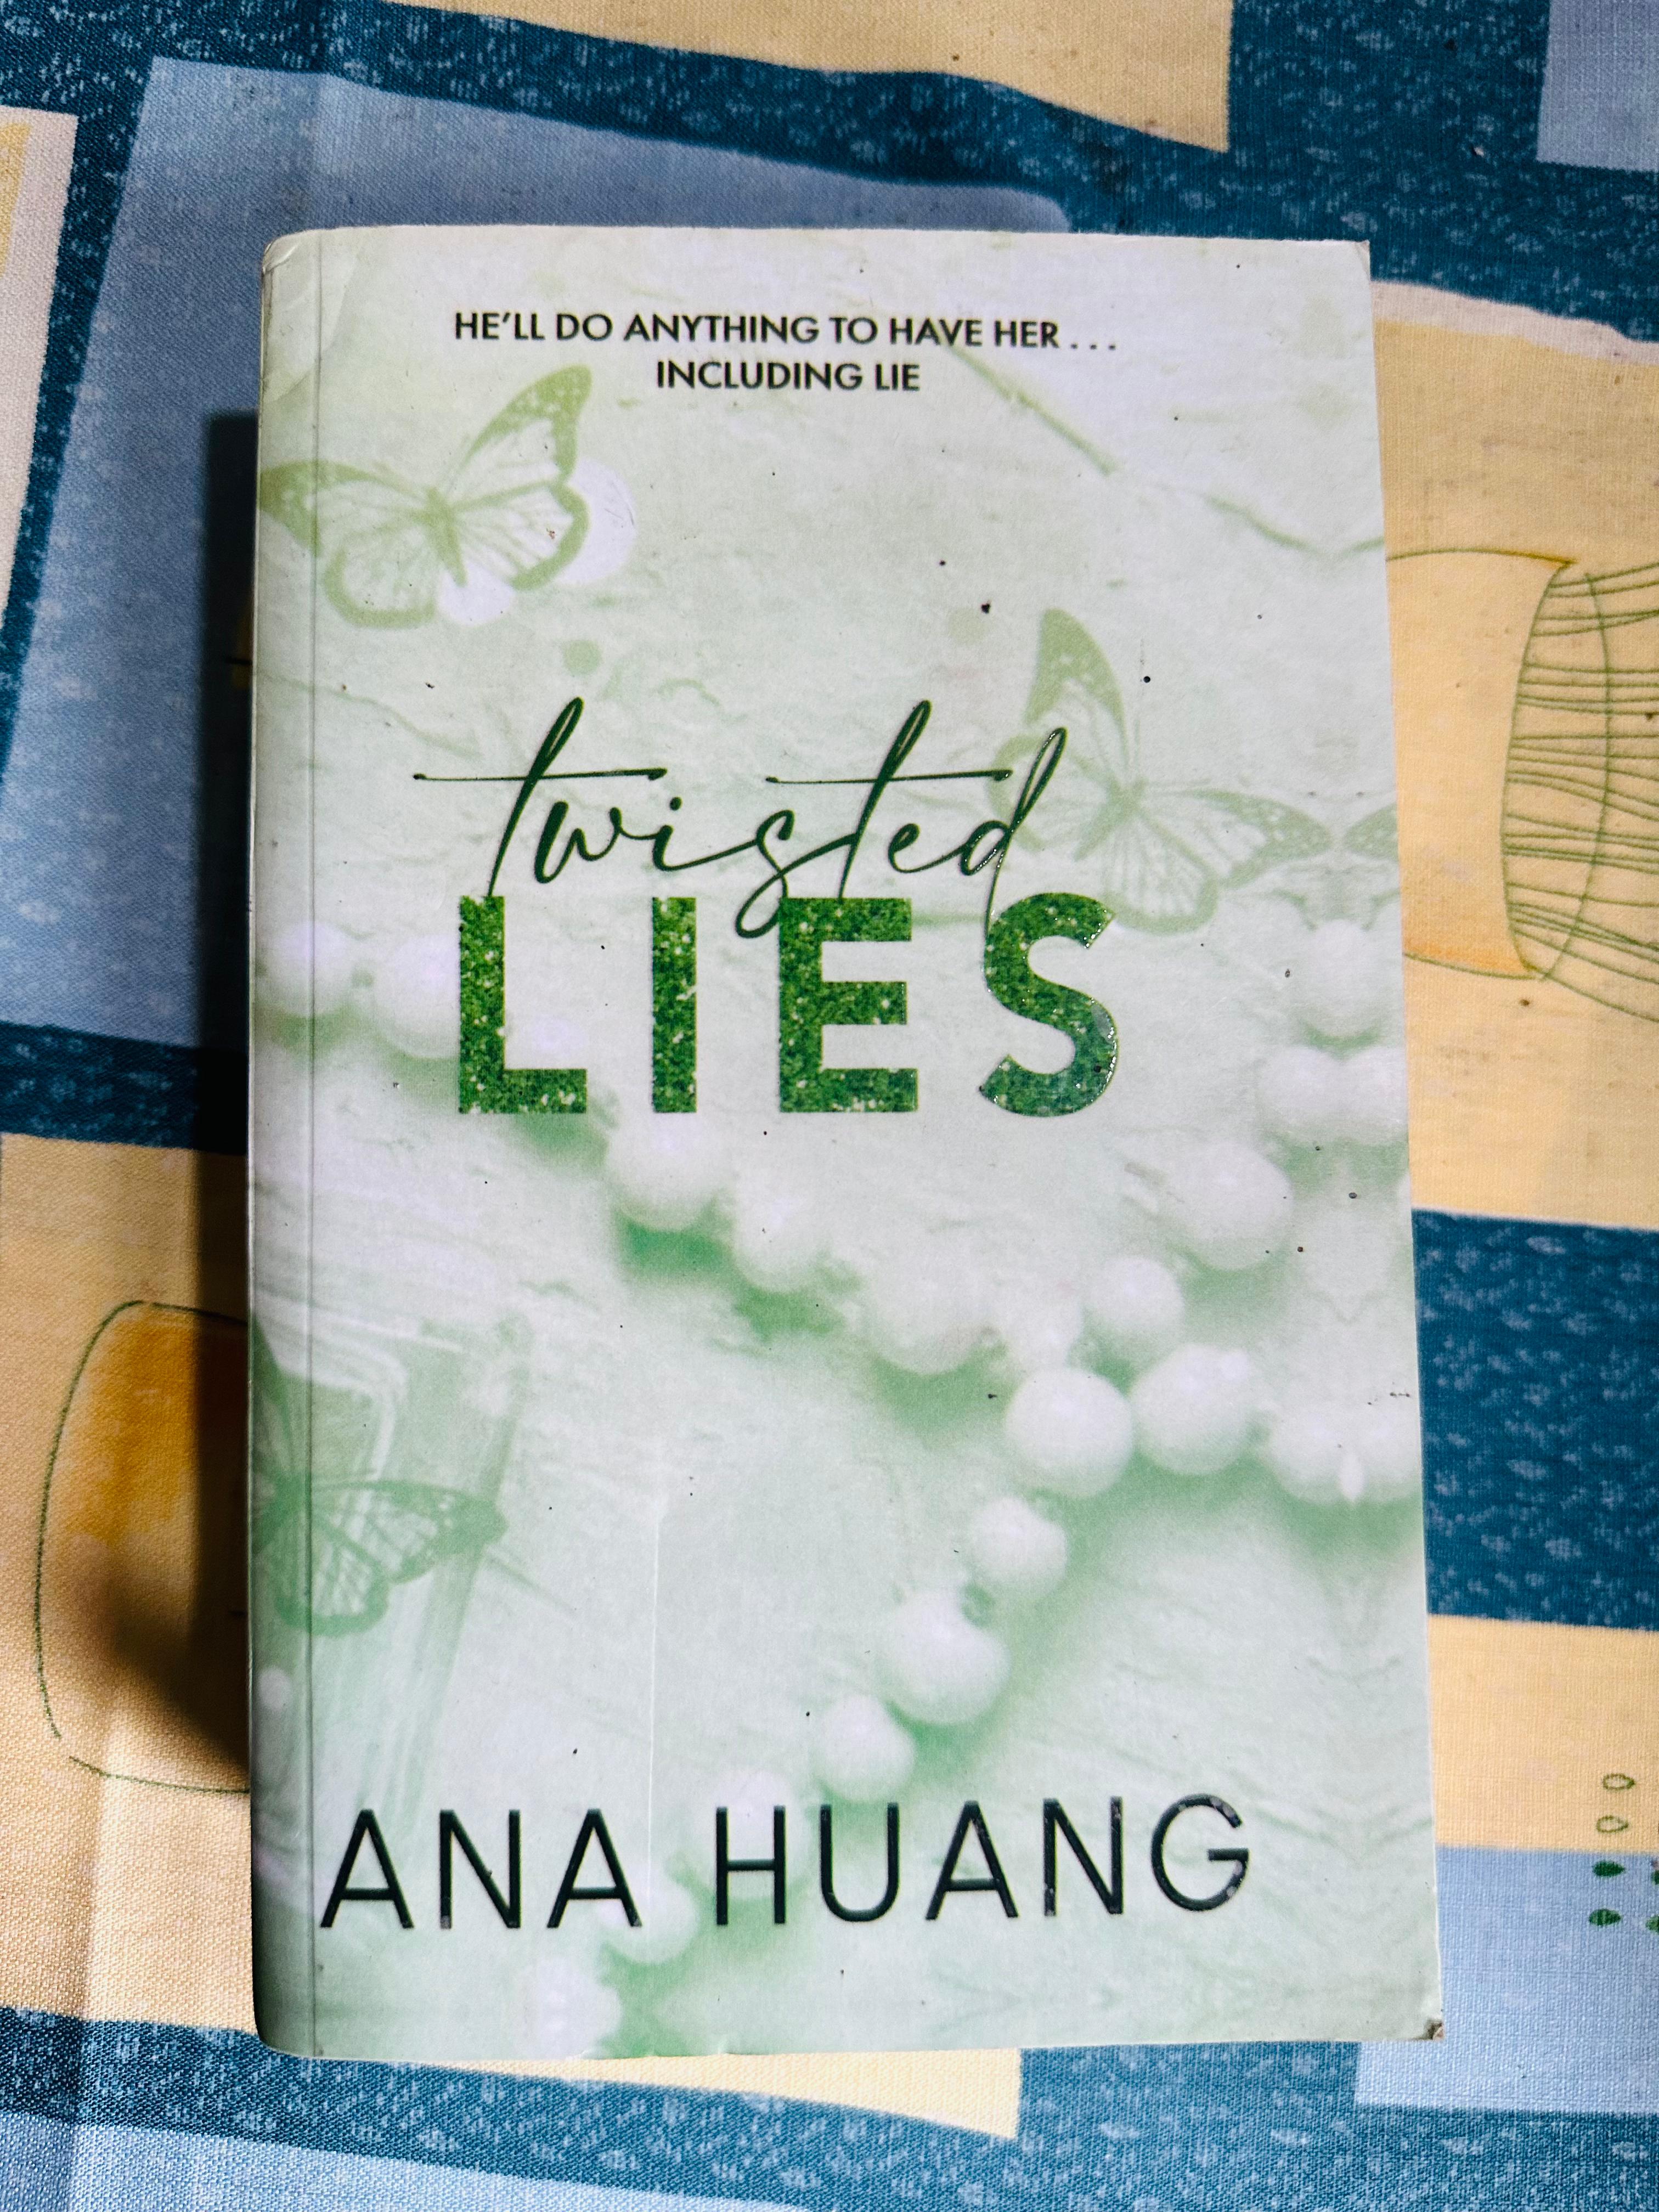 HE'LL DO ANYTHING TO HAVE HER . . .
INCLUDING LIE
twisted
LIES
ANA HUANG